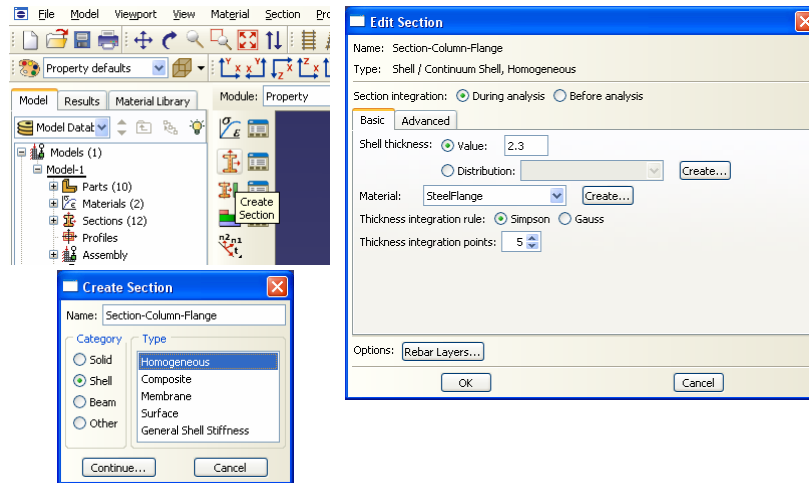 File Model Viewport View Material Section Pro
Property defaults
Model Results Material Library
Module: Property
Model Datab
Models (1)
Model-1
Parts (10)
Materials (2)
Sections (12)
Profiles
Assembly
Create
Section
Create Section
Name: Section-Column-Flange
Category
Solid
Shell
Beam
Other
Type
Homogeneous
Composite
Membrane
Surface
General Shell Stiffness
Continue... Cancel
Edit Section
Name: Section-Column-Flange
Type: Shell / Continuum Shell, Homogeneous
Section integration: During analysis Before analysis
Basic Advanced
Shell thickness: Value: 2.3
Distribution: Create...
Material: SteelFlange Create...
Thickness integration rule: Simpson Gauss
Thickness integration points: 5
Options: Rebar Layers...
OK Cancel